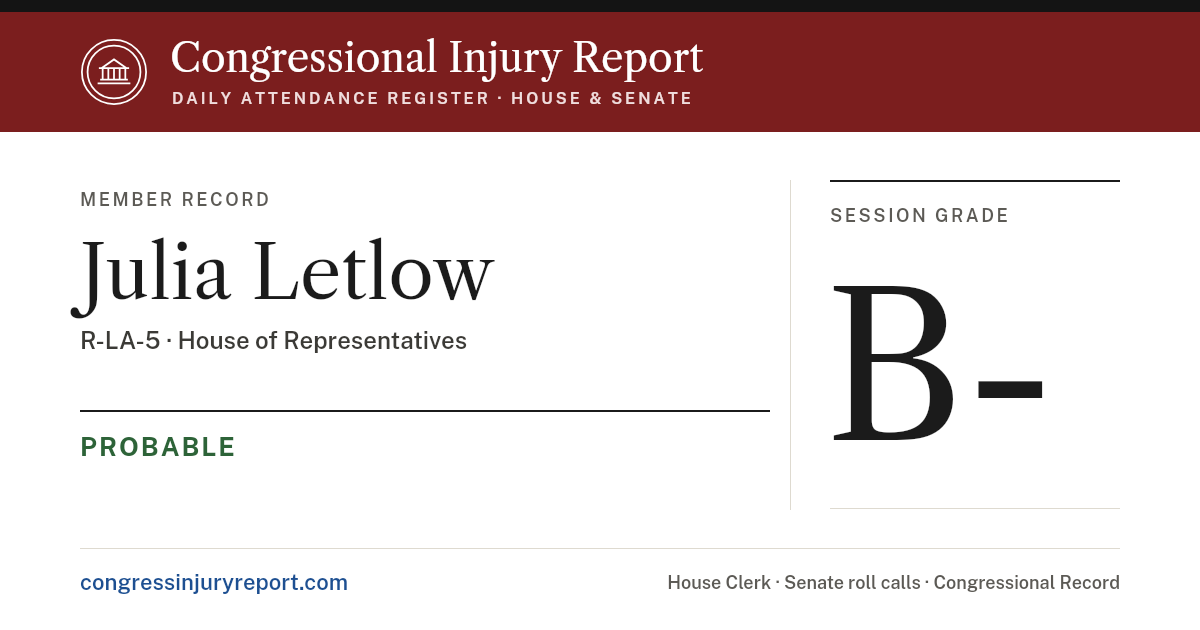 Congressional Injury Report
DAILY ATTENDANCE REGISTER · HOUSE & SENATE
MEMBER RECORD
Julia Letlow
R-LA-5 · House of Representatives
PROBABLE
SESSION GRADE
B-
congressinjuryreport.com
House Clerk · Senate roll calls · Congressional Record